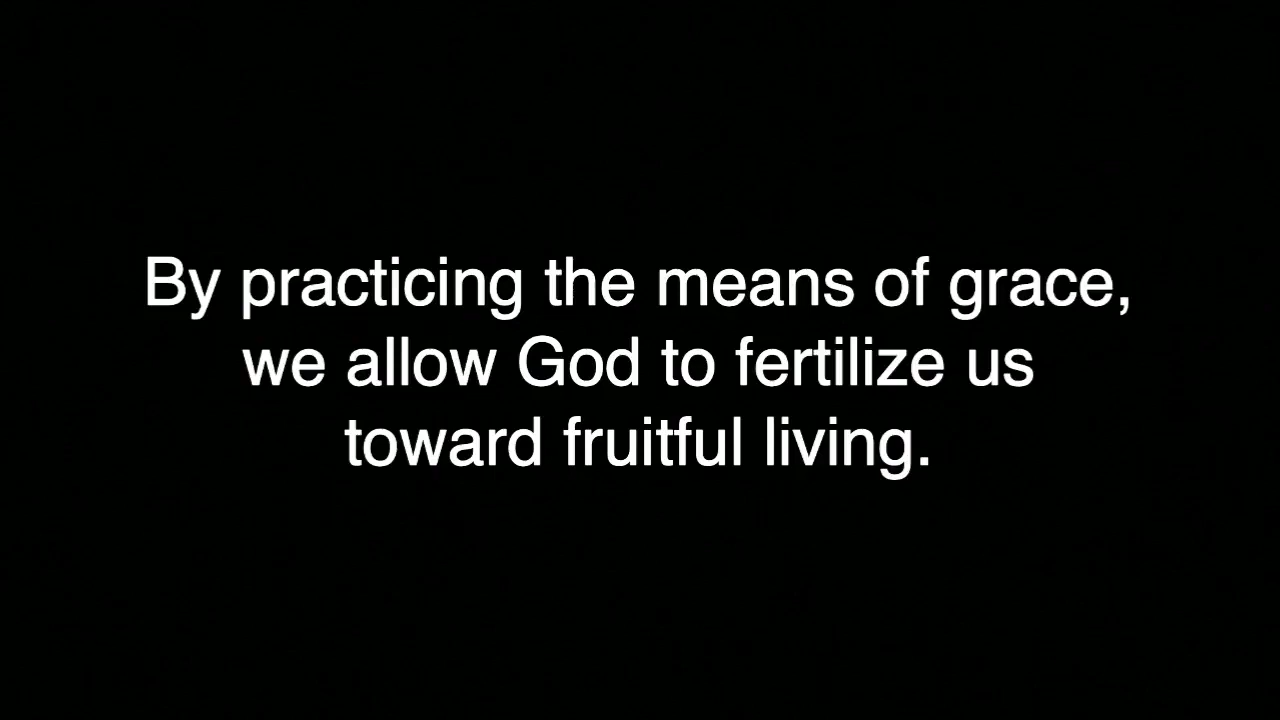 By practicing the means of grace,
we allow God to fertilize us
toward fruitful living.